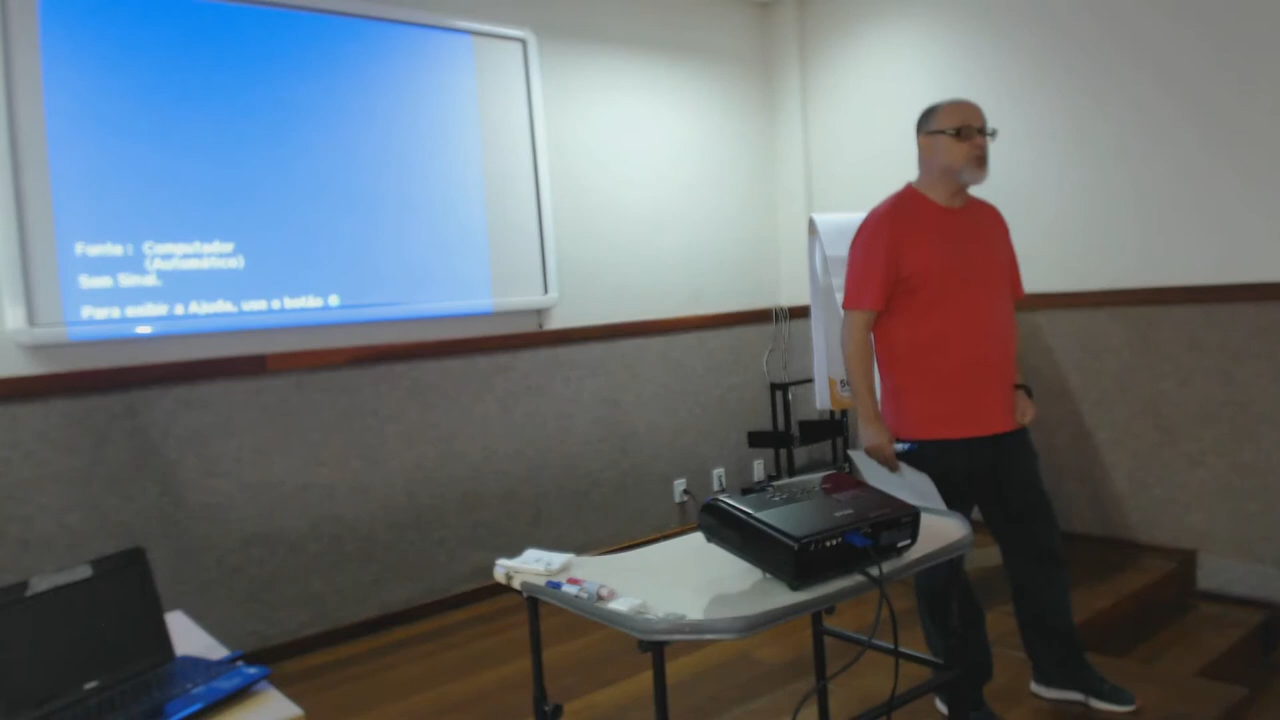 Fonte: Computador
(Automático)
Sem Sinal.
Para exibir a Ajuda, use o botão